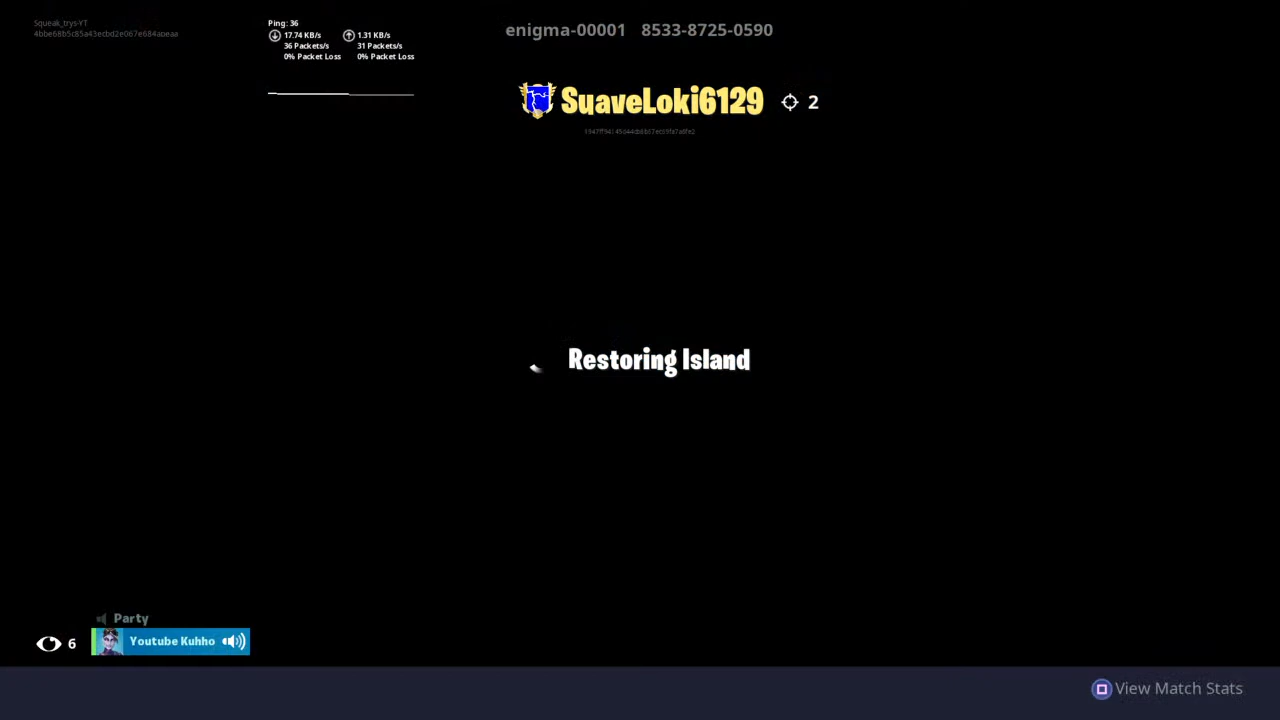 Squeak_trys-YT
Ping: 36
17.74 KB/s 1.31 KB/s
36 Packets/s 31 Packets/s
0% Packet Loss 0% Packet Loss
enigma-00001 8533-8725-0590
SuaveLoki6129 2
Restoring Island
Party
6 Youtube Kuhho
View Match Stats